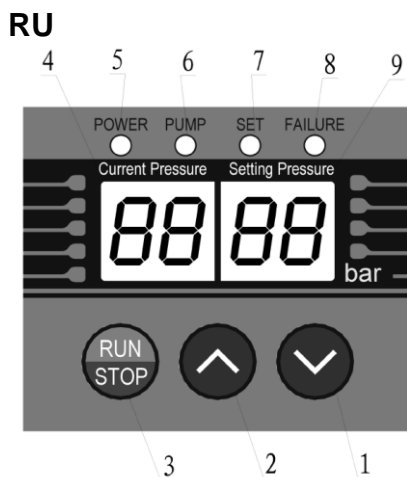 RU
4 5 6 7 8 9
POWER PUMP SET FAILURE
Current Pressure Setting Pressure
88 88
bar
RUN
STOP
3 2 1